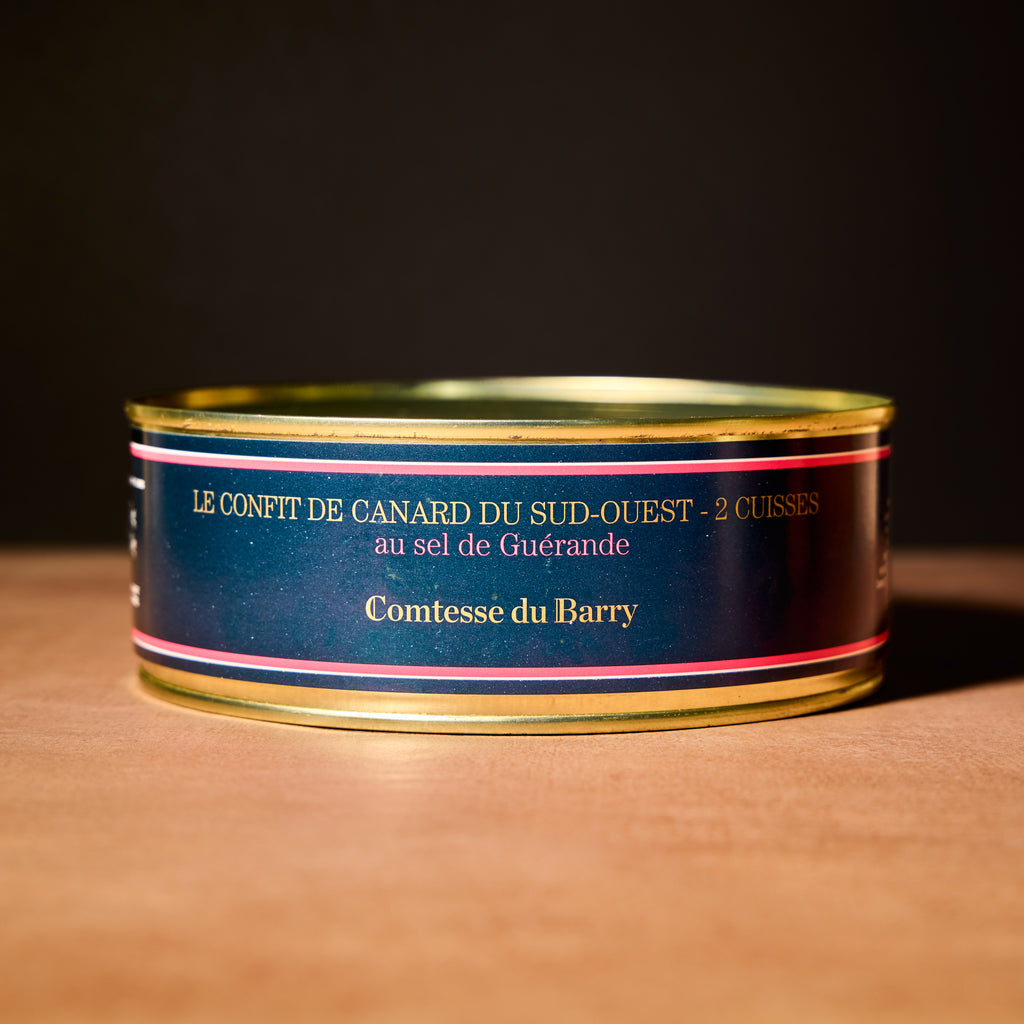 LE CONFIT DE CANARD DU SUD-OUEST - 2 CUISSES
au sel de Guérande
Comtesse du Barry